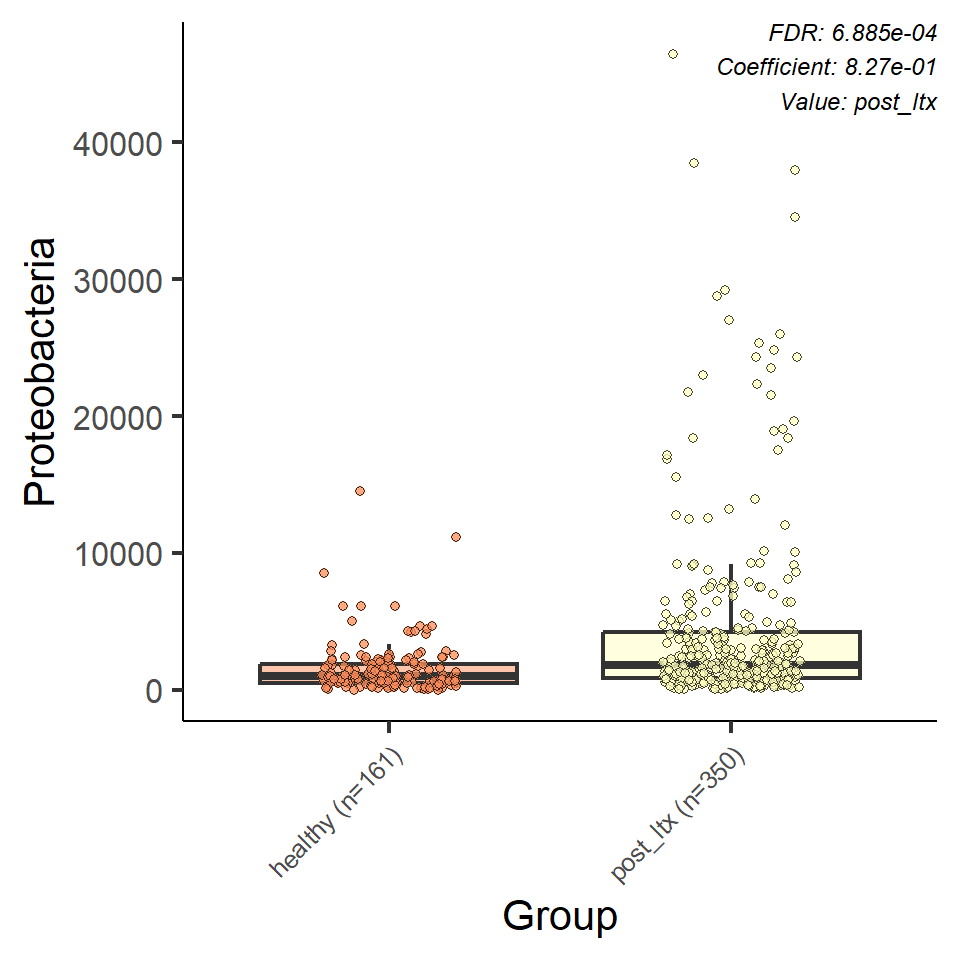 FDR: 6.885e-04
Coefficient: 8.27e-01
Value: post_ltx
Proteobacteria
40000
30000
20000
10000
0
healthy (n=161)
post_ltx (n=350)
Group